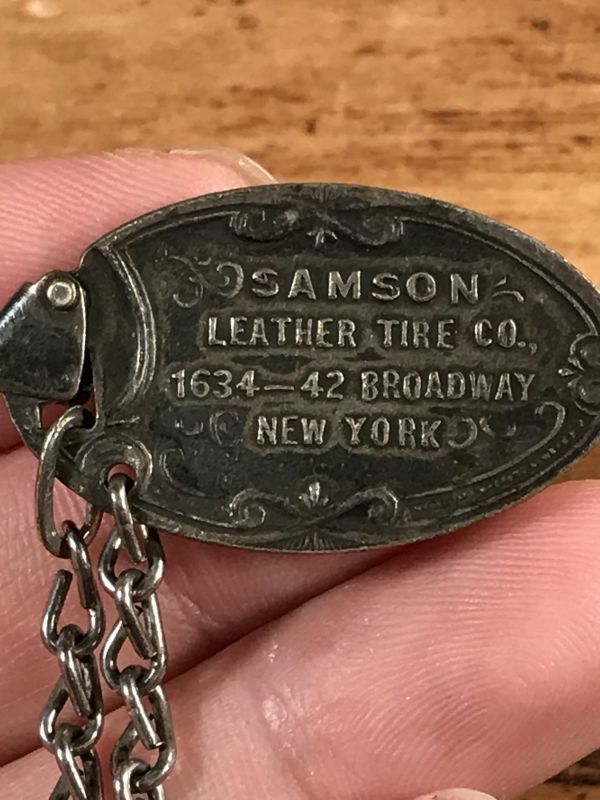 SAMSON
LEATHER TIRE CO.,
1634—42 BROADWAY
NEW YORK